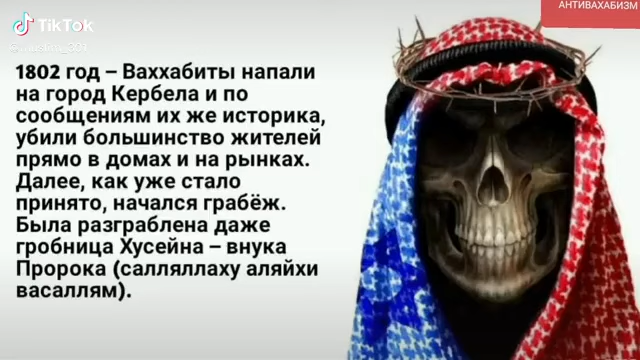 TikTok
АНТИВАХАБИЗМ
1802 год – Ваххабиты напали
на город Кербела и по
сообщениям их же историка,
убили большинство жителей
прямо в домах и на рынках.
Далее, как уже стало
принято, начался грабёж.
Была разграблена даже
гробница Хусейна – внука
Пророка (салляллаху аляйхи
васаллям).